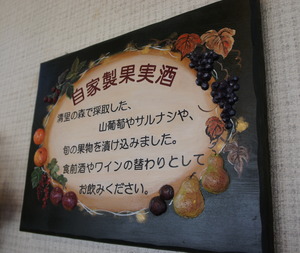 自家製果実酒
清里の森で採取した、
山葡萄やサルナシや、
旬の果物を漬け込みました。
食前酒やワインの替わりとして
お飲みください。